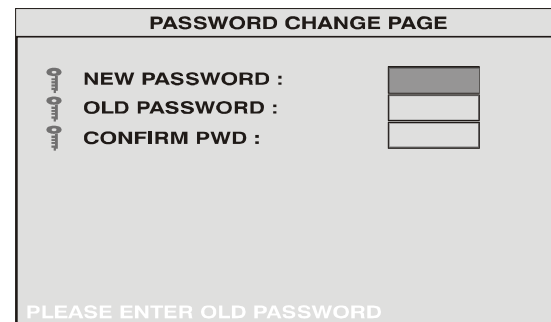 PASSWORD CHANGE PAGE
NEW PASSWORD :
OLD PASSWORD :
CONFIRM PWD :
PLEASE ENTER OLD PASSWORD